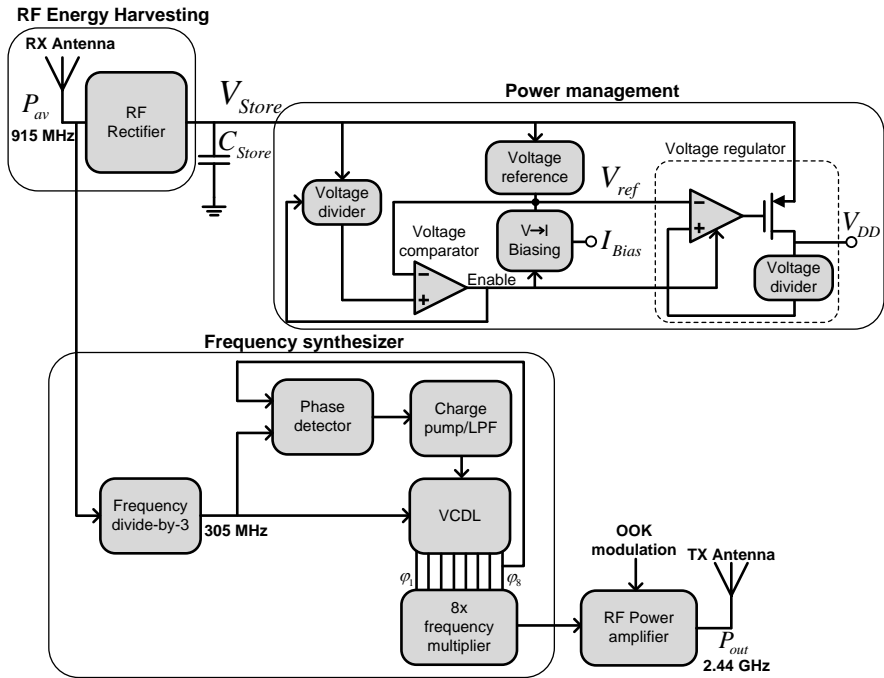 RF Energy Harvesting
RX Antenna
P_av
915 MHz
RF
Rectifier
V_Store
C_Store
Power management
Voltage
divider
Voltage
reference
V_ref
Voltage regulator
V→I
Biasing
I_Bias
Voltage
comparator
Enable
−
+
−
+
V_DD
Voltage
divider
Frequency synthesizer
Phase
detector
Charge
pump/LPF
Frequency
divide-by-3
305 MHz
VCDL
φ1
φ8
8x
frequency
multiplier
OOK
modulation
RF Power
amplifier
TX Antenna
P_out
2.44 GHz